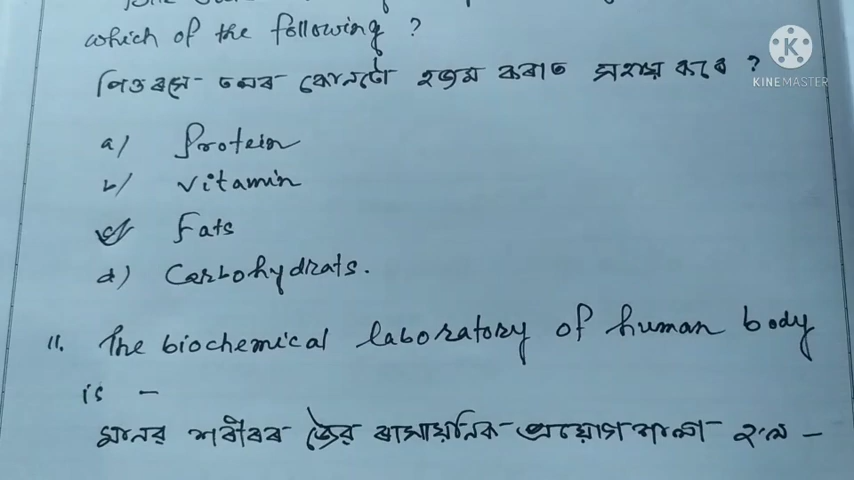 which of the following ?
পিত্তৰসে তলৰ কোনটো হজম কৰাত সহায় কৰে ?
KINEMASTER
a) Protein
b) Vitamin
c) Fats
d) Carbohydrats.
11. The biochemical laboratory of human body
is -
মানৱ শৰীৰৰ জৈৱ ৰাসায়নিক প্ৰয়োগশালা হ'ল -